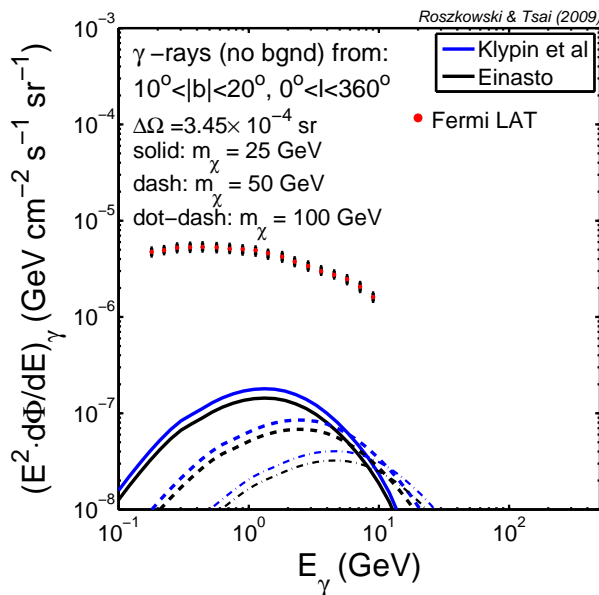 Roszkowski & Tsai (2009)
γ−rays (no bgnd) from:
10°<|b|<20°, 0°<l<360°
ΔΩ =3.45× 10⁻⁴ sr
solid: mᵪ = 25 GeV
dash: mᵪ = 50 GeV
dot−dash: mᵪ = 100 GeV
Klypin et al
Einasto
Fermi LAT
10⁻³
10⁻⁴
10⁻⁵
10⁻⁶
10⁻⁷
10⁻⁸
(E²·dΦ/dE)ᵧ (GeV cm⁻² s⁻¹ sr⁻¹)
10⁻¹ 10⁰ 10¹ 10²
Eᵧ (GeV)